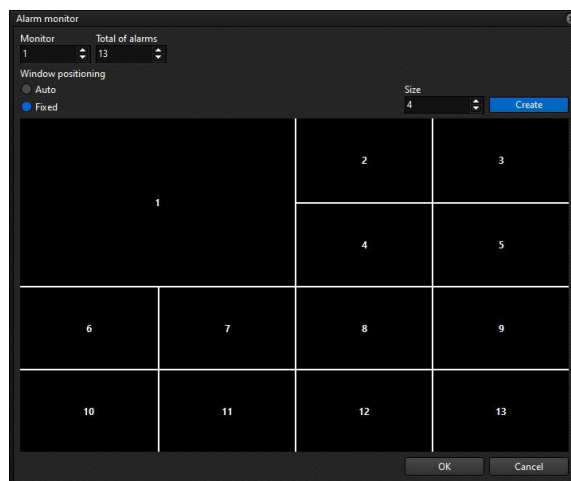 Alarm monitor
Monitor Total of alarms
1 13
Window positioning
Auto
Size
Fixed 4 Create
1 2 3
4 5
6 7 8 9
10 11 12 13
OK Cancel